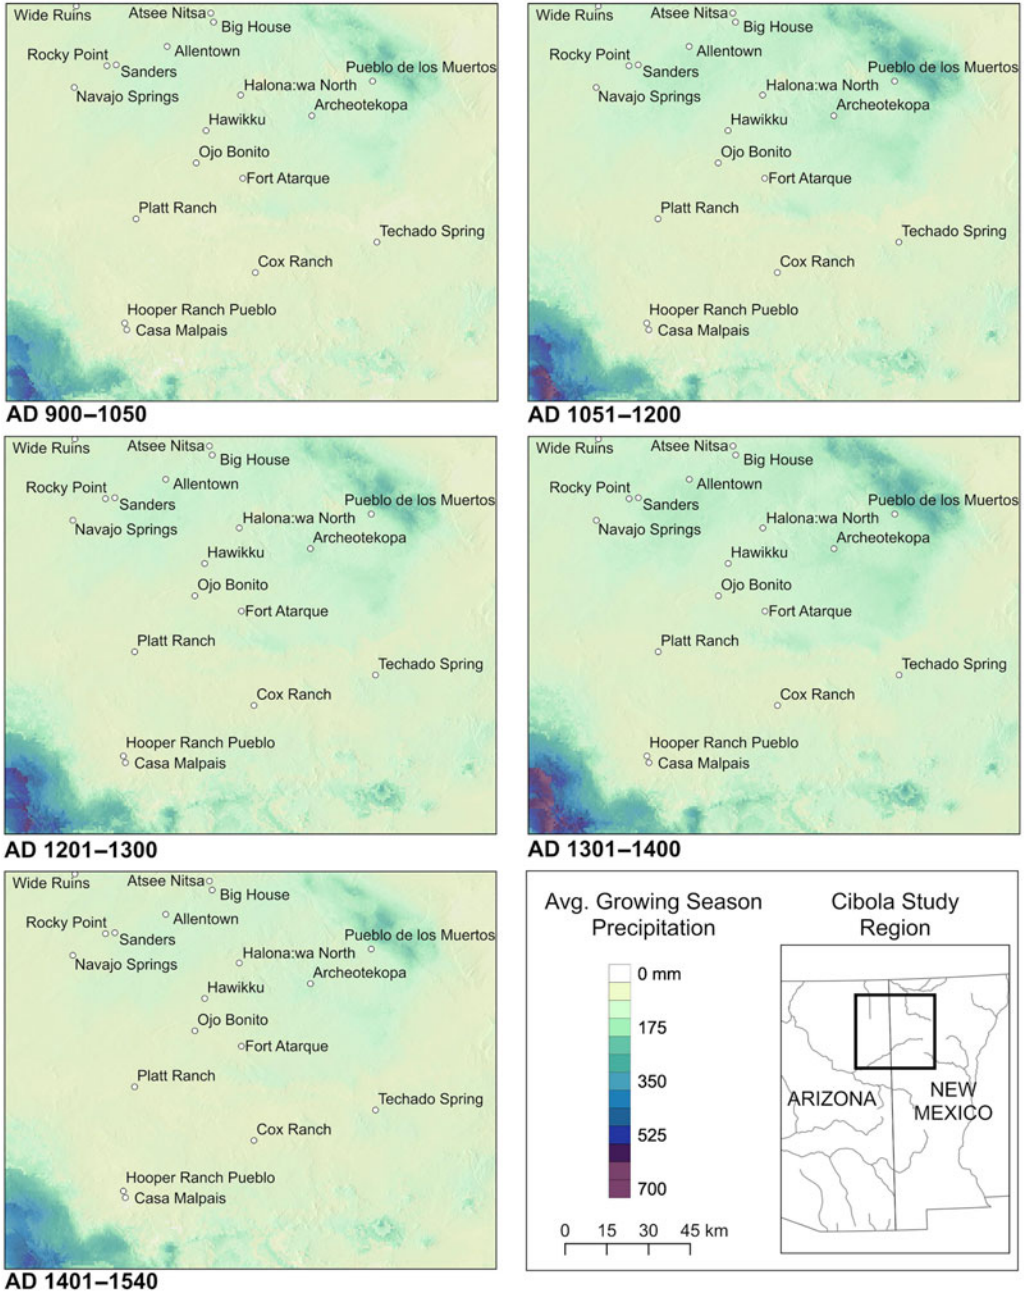 Wide Ruins
Atsee Nitsa
Big House
Allentown
Rocky Point
Sanders
Pueblo de los Muertos
Navajo Springs
Halona:wa North
Archeotekopa
Hawikku
Ojo Bonito
Fort Atarque
Platt Ranch
Techado Spring
Cox Ranch
Hooper Ranch Pueblo
Casa Malpais
AD 900–1050
Wide Ruins
Atsee Nitsa
Big House
Allentown
Rocky Point
Sanders
Pueblo de los Muertos
Navajo Springs
Halona:wa North
Archeotekopa
Hawikku
Ojo Bonito
Fort Atarque
Platt Ranch
Techado Spring
Cox Ranch
Hooper Ranch Pueblo
Casa Malpais
AD 1051–1200
Wide Ruins
Atsee Nitsa
Big House
Allentown
Rocky Point
Sanders
Pueblo de los Muertos
Navajo Springs
Halona:wa North
Archeotekopa
Hawikku
Ojo Bonito
Fort Atarque
Platt Ranch
Techado Spring
Cox Ranch
Hooper Ranch Pueblo
Casa Malpais
AD 1201–1300
Wide Ruins
Atsee Nitsa
Big House
Allentown
Rocky Point
Sanders
Pueblo de los Muertos
Navajo Springs
Halona:wa North
Archeotekopa
Hawikku
Ojo Bonito
Fort Atarque
Platt Ranch
Techado Spring
Cox Ranch
Hooper Ranch Pueblo
Casa Malpais
AD 1301–1400
Wide Ruins
Atsee Nitsa
Big House
Allentown
Rocky Point
Sanders
Pueblo de los Muertos
Navajo Springs
Halona:wa North
Archeotekopa
Hawikku
Ojo Bonito
Fort Atarque
Platt Ranch
Techado Spring
Cox Ranch
Hooper Ranch Pueblo
Casa Malpais
AD 1401–1540
Avg. Growing Season
Precipitation
0 mm
175
350
525
700
0 15 30 45 km
Cibola Study
Region
ARIZONA
NEW
MEXICO